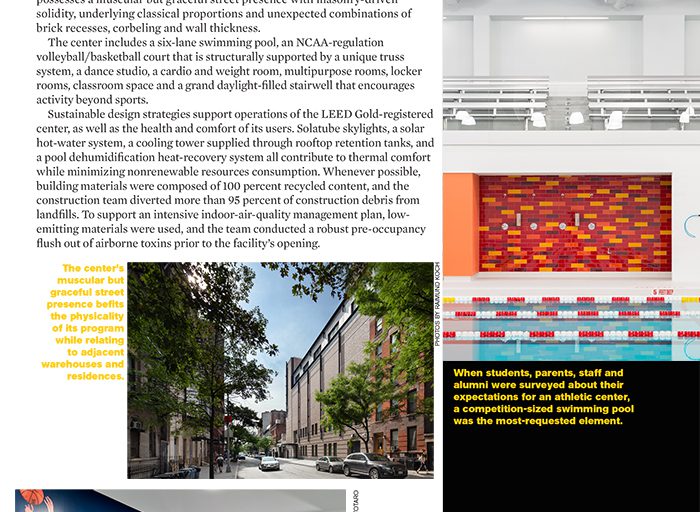 possesses a muscular but graceful street presence with masonry-driven
solidity, underlying classical proportions and unexpected combinations of
brick recesses, corbeling and wall thickness.
The center includes a six-lane swimming pool, an NCAA-regulation
volleyball/basketball court that is structurally supported by a unique truss
system, a dance studio, a cardio and weight room, multipurpose rooms, locker
rooms, classroom space and a grand daylight-filled stairwell that encourages
activity beyond sports.
Sustainable design strategies support operations of the LEED Gold-registered
center, as well as the health and comfort of its users. Solatube skylights, a solar
hot-water system, a cooling tower supplied through rooftop retention tanks, and
a pool dehumidification heat-recovery system all contribute to thermal comfort
while minimizing nonrenewable resources consumption. Whenever possible,
building materials were composed of 100 percent recycled content, and the
construction team diverted more than 95 percent of construction debris from
landfills. To support an intensive indoor-air-quality management plan, low-
emitting materials were used, and the team conducted a robust pre-occupancy
flush out of airborne toxins prior to the facility's opening.
The center's
muscular but
graceful street
presence befits
the physicality
of its program
while relating
to adjacent
warehouses and
residences.
PHOTOS BY RAIMUND KOCH
5 FEET DEEP
When students, parents, staff and
alumni were surveyed about their
expectations for an athletic center,
a competition-sized swimming pool
was the most-requested element.